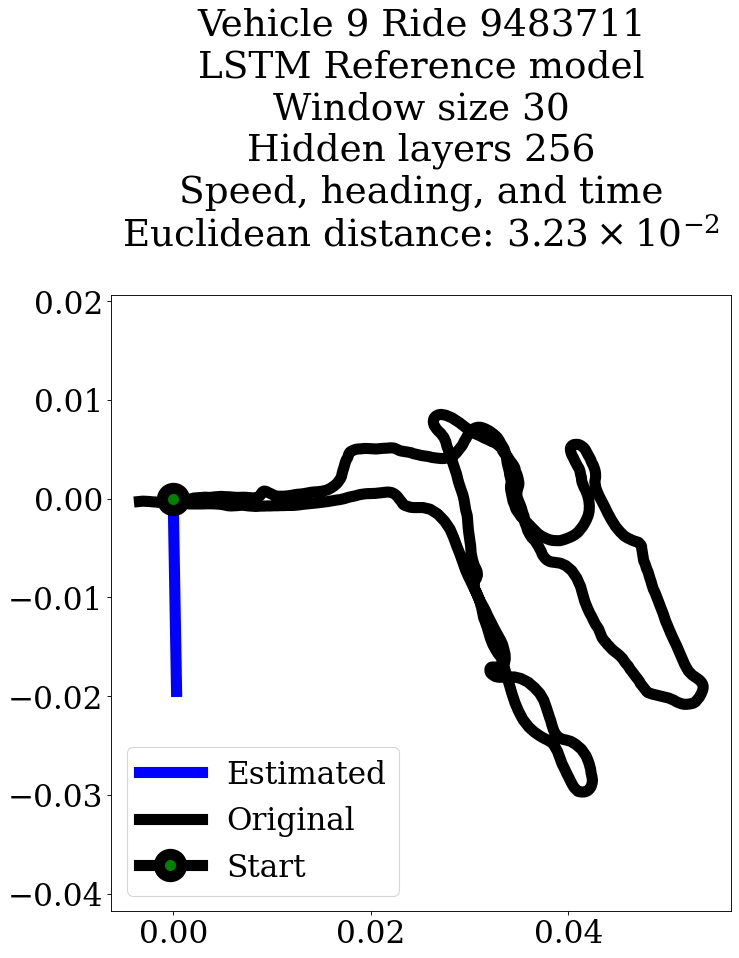 Vehicle 9 Ride 9483711
LSTM Reference model
Window size 30
Hidden layers 256
Speed, heading, and time
Euclidean distance: 3.23 × 10⁻²
0.02
0.01
0.00
−0.01
−0.02
−0.03
−0.04
Estimated
Original
Start
0.00 0.02 0.04